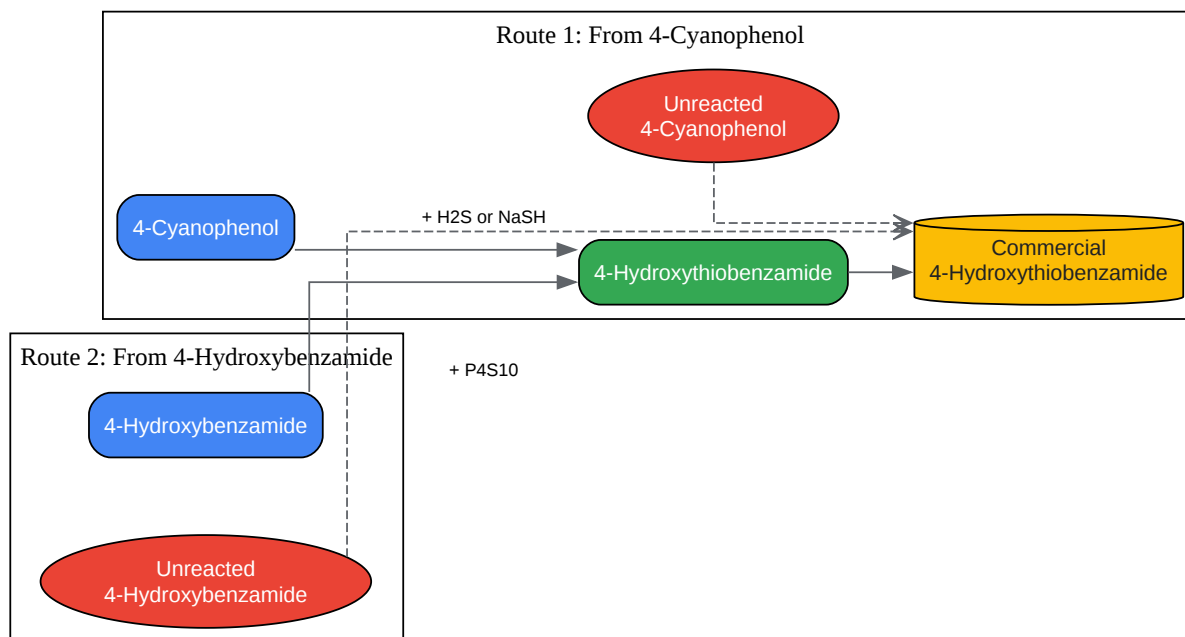 Route 1: From 4-Cyanophenol
Unreacted
4-Cyanophenol
4-Cyanophenol
+ H2S or NaSH
4-Hydroxythiobenzamide
Commercial
4-Hydroxythiobenzamide
Route 2: From 4-Hydroxybenzamide
+ P4S10
4-Hydroxybenzamide
Unreacted
4-Hydroxybenzamide